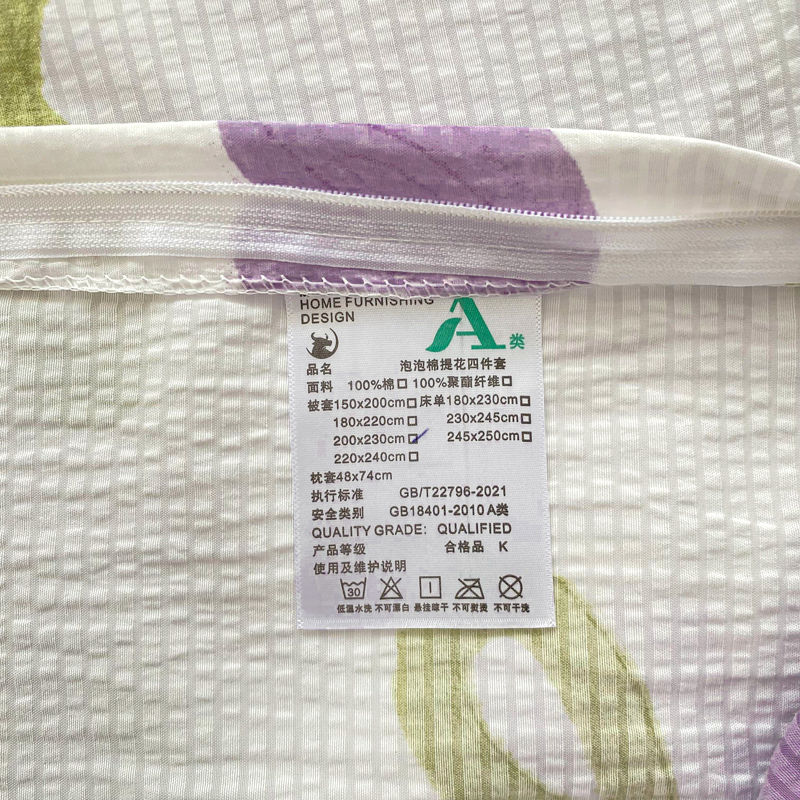 HOME FURNISHING
DESIGN
A类
品名 泡泡棉提花四件套
面料 100%棉□ 100%聚酯纤维□
被套150x200cm□ 床单180x230cm□
180x220cm□ 230x245cm□
200x230cm☑ 245x250cm□
220x240cm□
枕套48x74cm
执行标准 GB/T22796-2021
安全类别 GB18401-2010 A类
QUALITY GRADE: QUALIFIED
产品等级 合格品 K
使用及维护说明
30
低温水洗 不可漂白 悬挂晾干 不可熨烫 不可干洗